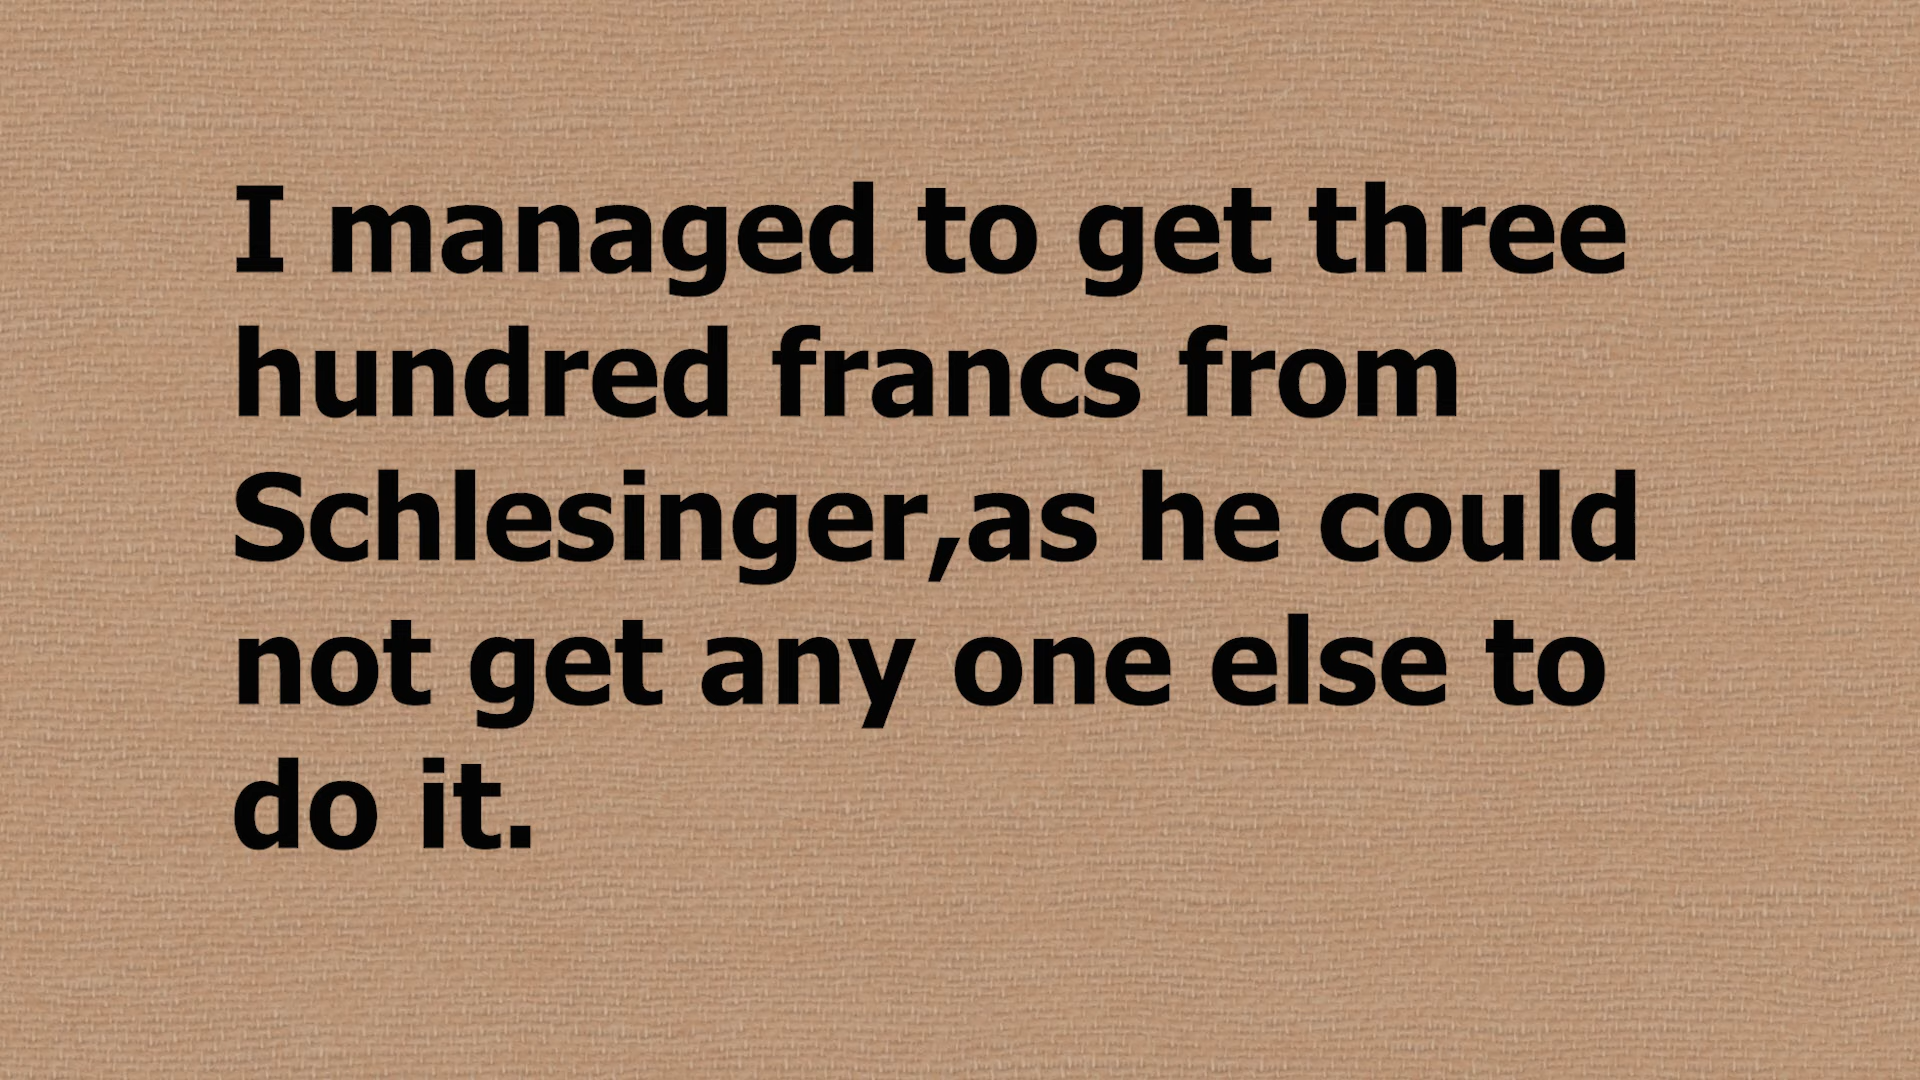 I managed to get three
hundred francs from
Schlesinger,as he could
not get any one else to
do it.